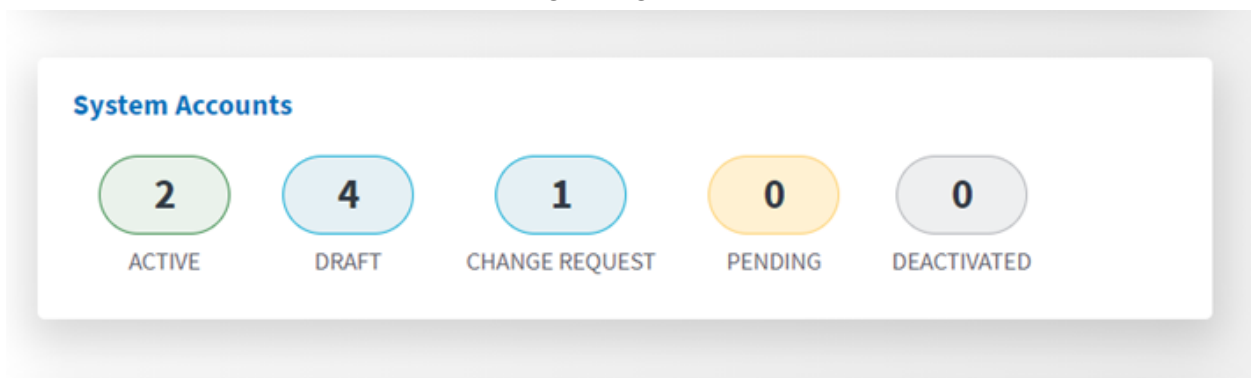 System Accounts
2 4 1 0 0
ACTIVE DRAFT CHANGE REQUEST PENDING DEACTIVATED